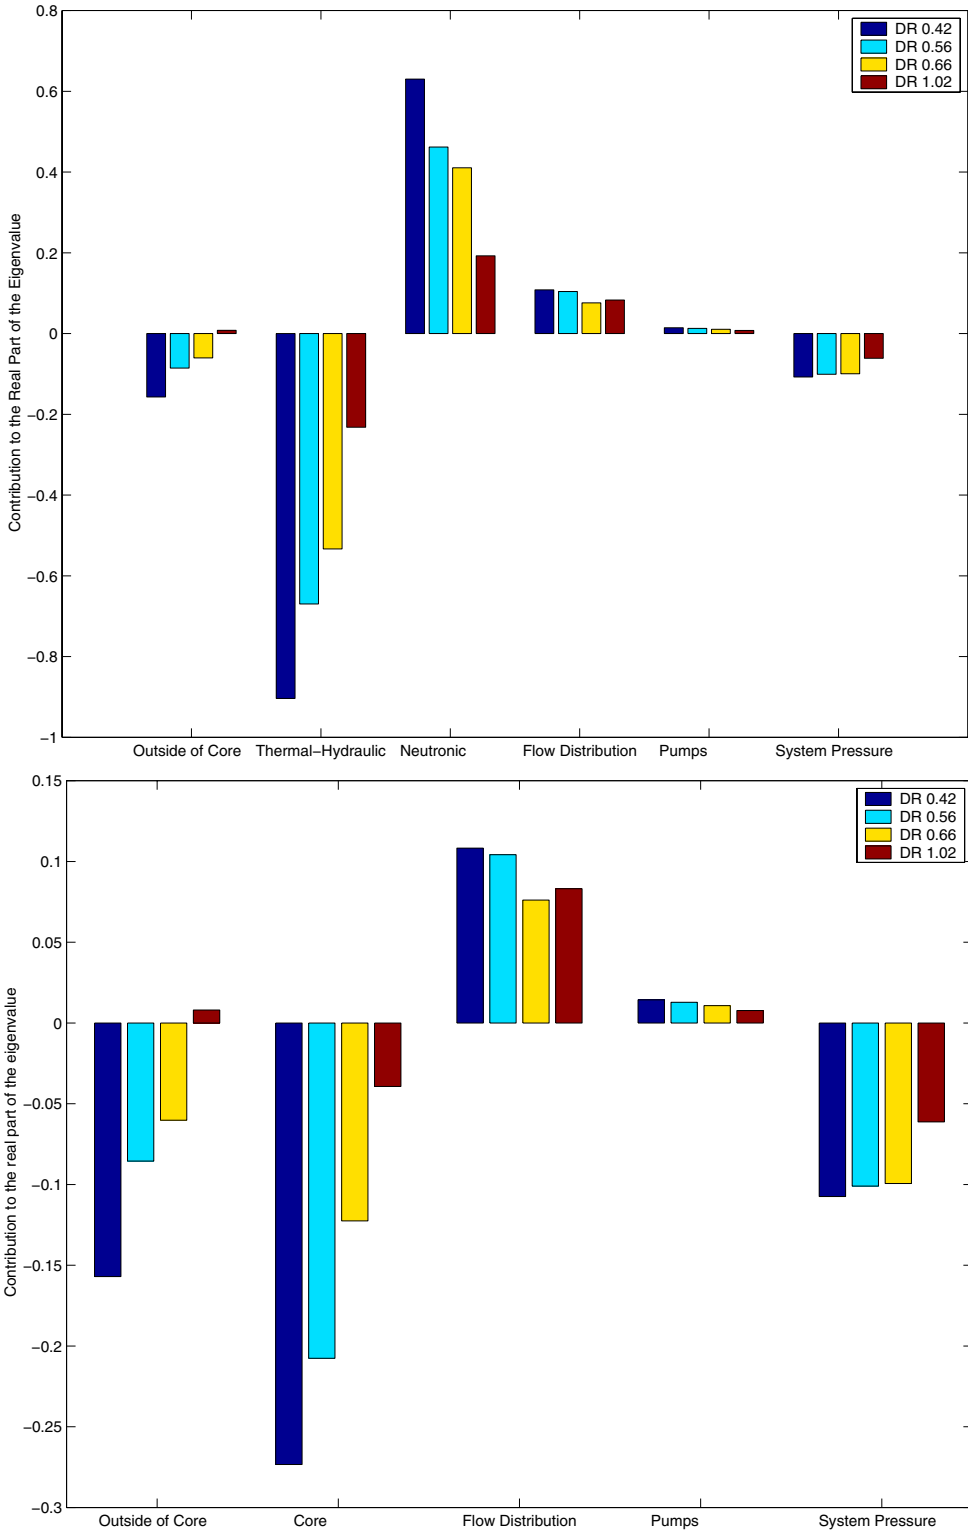 0.8
DR 0.42
DR 0.56
DR 0.66
DR 1.02
0.6
0.4
0.2
0
−0.2
−0.4
−0.6
−0.8
−1
Contribution to the Real Part of the Eigenvalue
Outside of Core Thermal−Hydraulic Neutronic Flow Distribution Pumps System Pressure
0.15
DR 0.42
DR 0.56
DR 0.66
DR 1.02
0.1
0.05
0
−0.05
−0.1
−0.15
−0.2
−0.25
−0.3
Contribution to the real part of the eigenvalue
Outside of Core Core Flow Distribution Pumps System Pressure